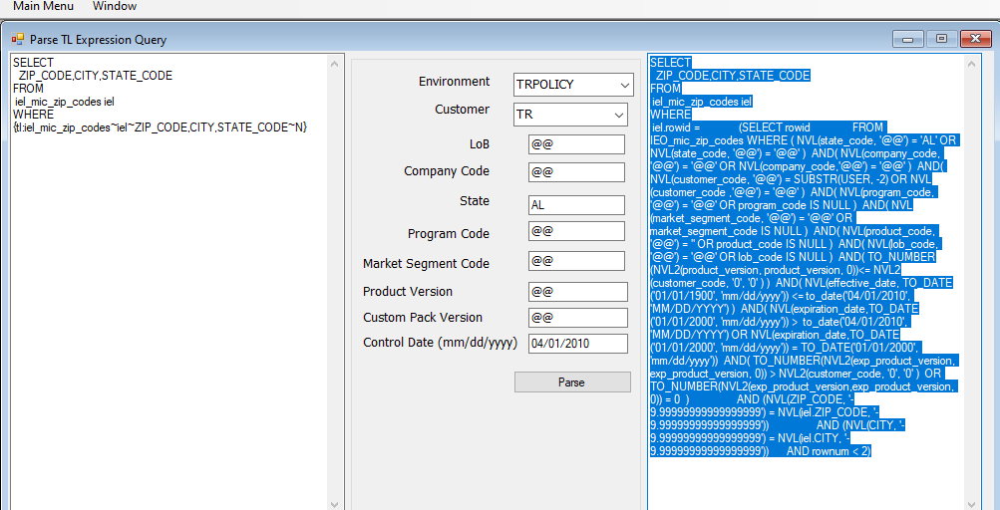 Main Menu Window
Parse TL Expression Query
SELECT
ZIP_CODE,CITY,STATE_CODE
FROM
iel_mic_zip_codes iel
WHERE
{tl:iel_mic_zip_codes~iel~ZIP_CODE,CITY,STATE_CODE~N}
Environment TRPOLICY
Customer TR
LoB @@
Company Code @@
State AL
Program Code @@
Market Segment Code @@
Product Version @@
Custom Pack Version @@
Control Date (mm/dd/yyyy) 04/01/2010
Parse
SELECT
ZIP_CODE,CITY,STATE_CODE
FROM
iel_mic_zip_codes iel
WHERE
iel.rowid = (SELECT rowid FROM
IEO_mic_zip_codes WHERE ( NVL(state_code, '@@') = 'AL' OR
NVL(state_code, '@@') = '@@' ) AND( NVL(company_code,
'@@') = '@@' OR NVL(company_code,'@@') = '@@' ) AND(
NVL(customer_code, '@@') = SUBSTR(USER, -2) OR NVL
(customer_code ,'@@') = '@@' ) AND( NVL(program_code,
'@@') = '@@' OR program_code IS NULL ) AND( NVL
(market_segment_code, '@@') = '@@' OR
market_segment_code IS NULL ) AND( NVL(product_code,
'@@') = '' OR product_code IS NULL ) AND( NVL(lob_code,
'@@') = '@@' OR lob_code IS NULL ) AND( TO_NUMBER
(NVL2(product_version, product_version, 0))<= NVL2
(customer_code, '0', '0' ) ) AND( NVL(effective_date, TO_DATE
('01/01/1900', 'mm/dd/yyyy')) <= to_date('04/01/2010',
'MM/DD/YYYY') ) AND( NVL(expiration_date,TO_DATE
('01/01/2000', 'mm/dd/yyyy')) > to_date('04/01/2010',
'MM/DD/YYYY') OR NVL(expiration_date,TO_DATE
('01/01/2000', 'mm/dd/yyyy')) = TO_DATE('01/01/2000',
'mm/dd/yyyy')) AND( TO_NUMBER(NVL2(exp_product_version,
exp_product_version, 0)) > NVL2(customer_code, '0', '0' ) OR
TO_NUMBER(NVL2(exp_product_version,exp_product_version,
0)) = 0 ) AND (NVL(ZIP_CODE, '-
9.99999999999999999') = NVL(iel.ZIP_CODE, '-
9.99999999999999999')) AND (NVL(CITY, '-
9.99999999999999999') = NVL(iel.CITY, '-
9.99999999999999999')) AND rownum < 2)